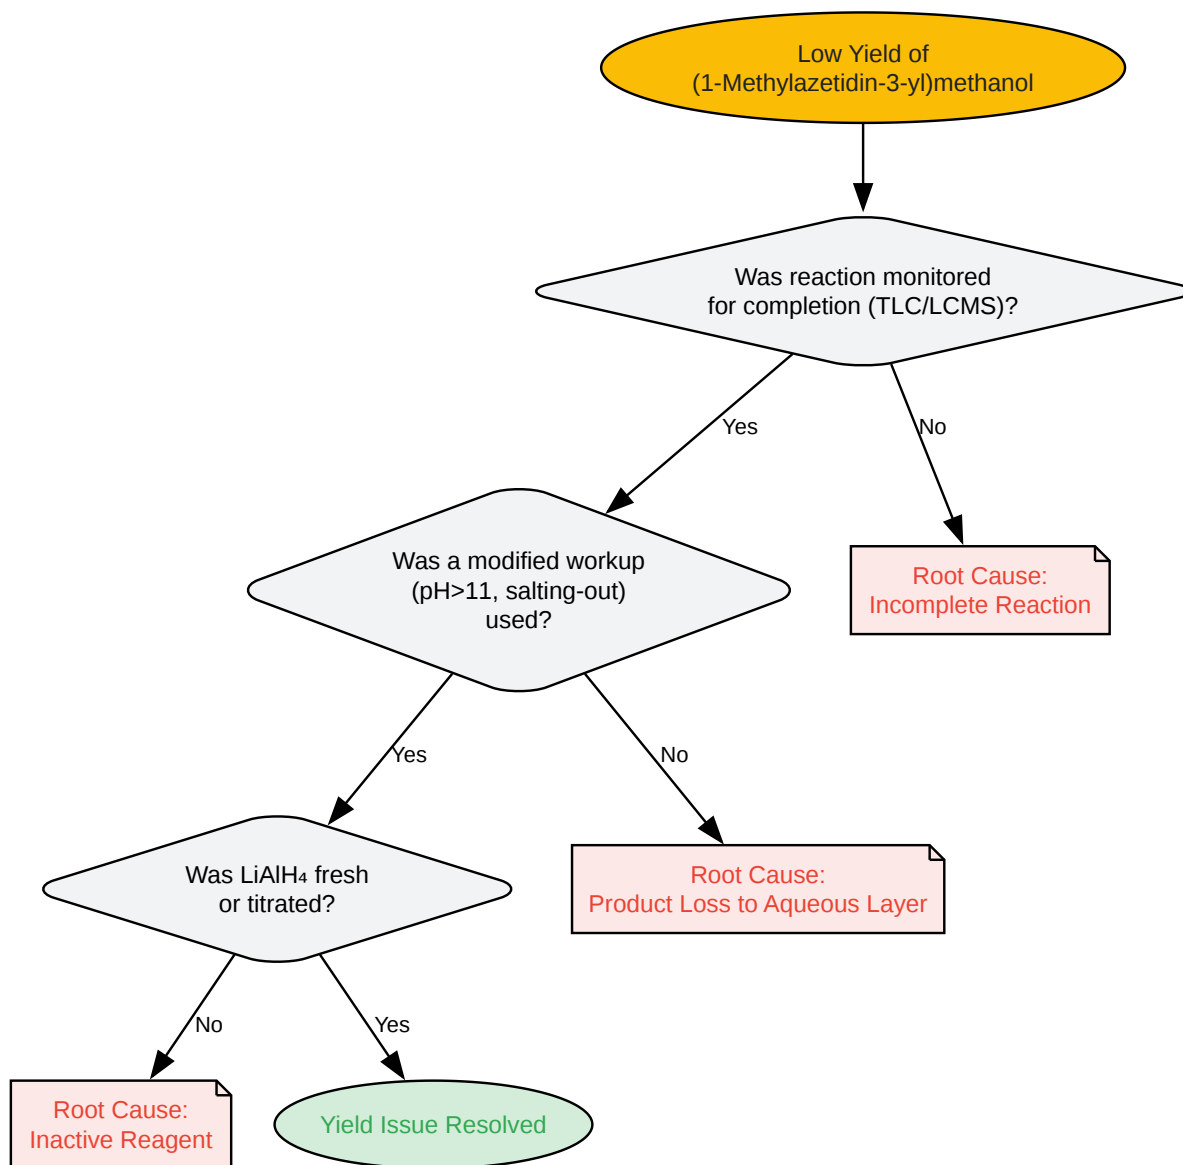 Low Yield of
(1-Methylazetidin-3-yl)methanol
Was reaction monitored
for completion (TLC/LCMS)?
Yes
No
Was a modified workup
(pH>11, salting-out)
used?
Root Cause:
Incomplete Reaction
Yes
No
Was LiAlH₄ fresh
or titrated?
Root Cause:
Product Loss to Aqueous Layer
No
Yes
Root Cause:
Inactive Reagent
Yield Issue Resolved